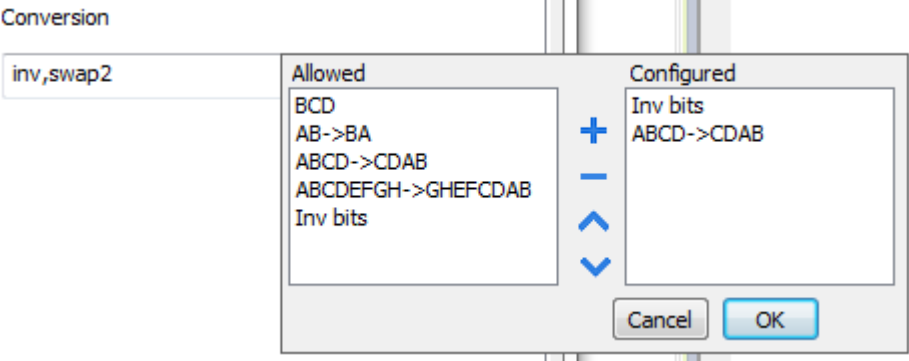 Conversion
inv,swap2
Allowed
BCD
AB->BA
ABCD->CDAB
ABCDEFGH->GHEFCDAB
Inv bits
Configured
Inv bits
ABCD->CDAB
Cancel
OK